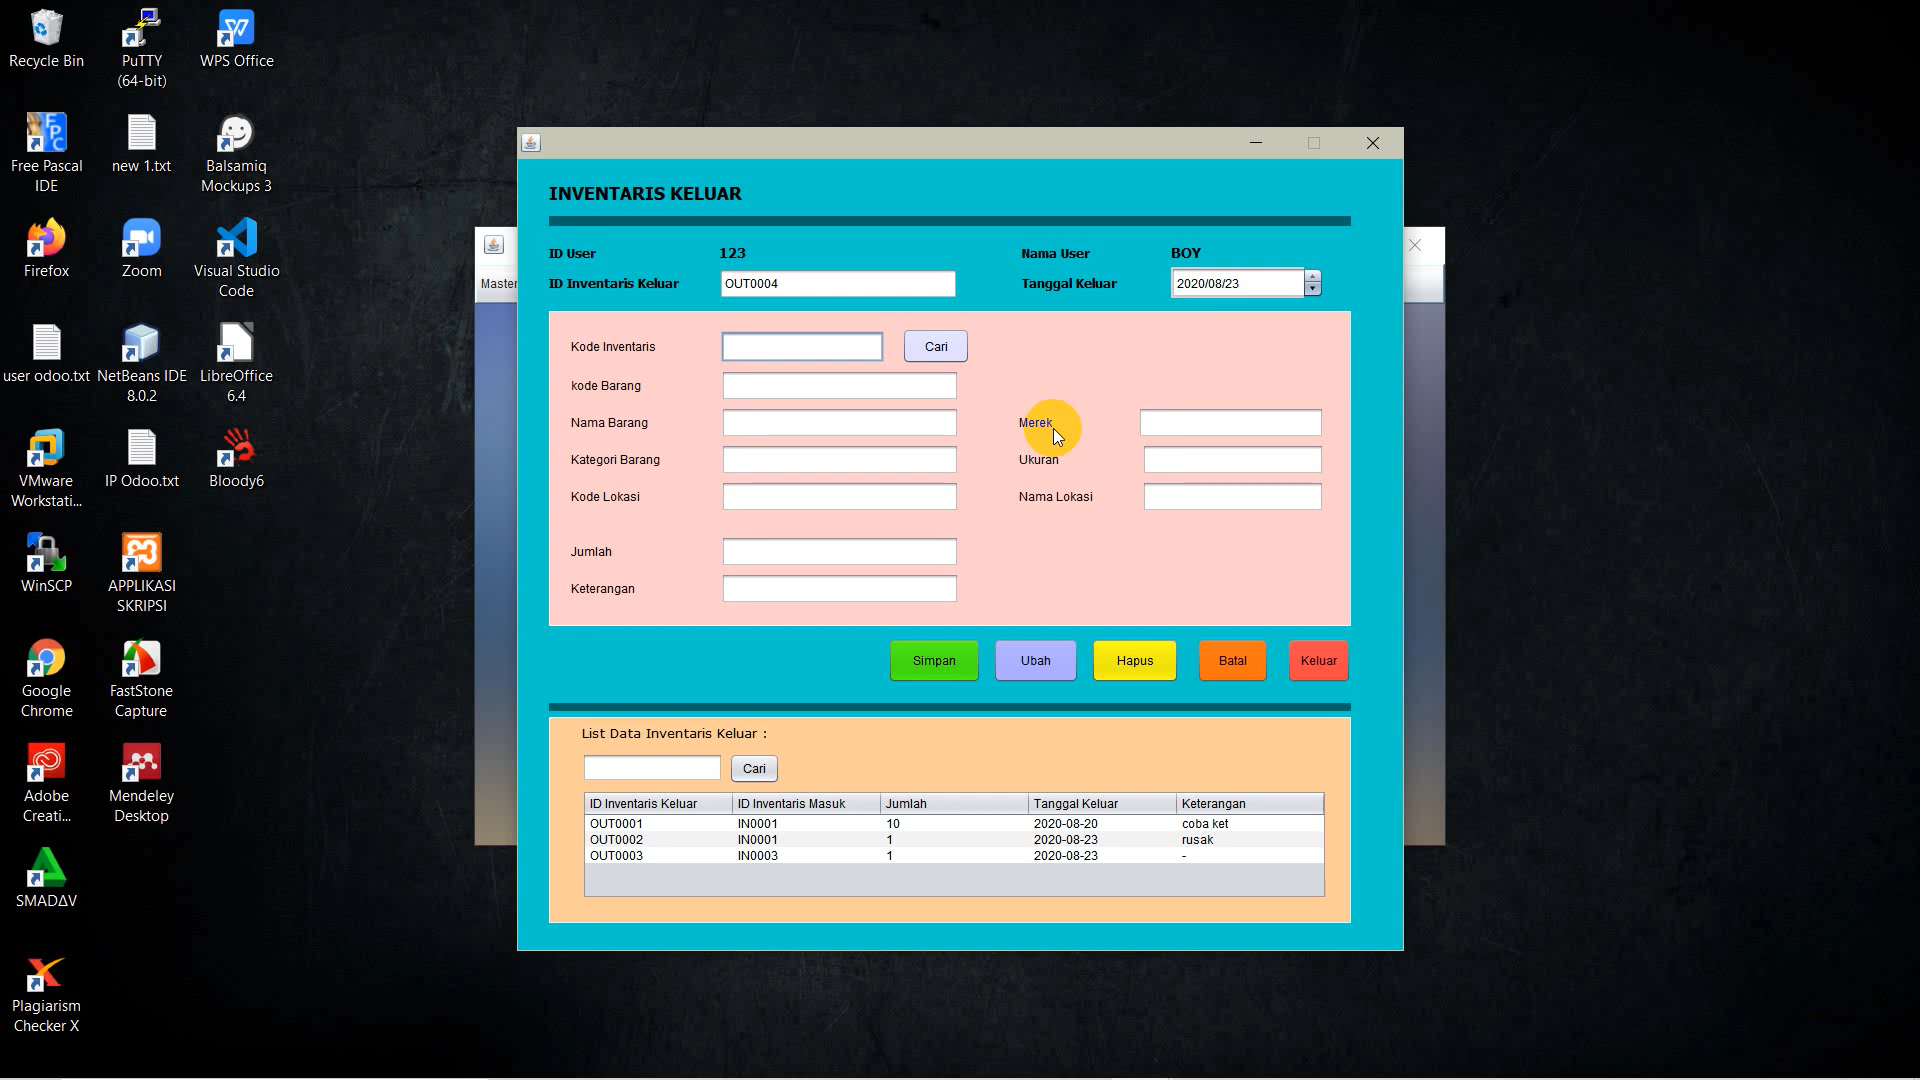 Recycle Bin
PuTTY
(64-bit)
WPS Office
Free Pascal
IDE
new 1.txt
Balsamiq
Mockups 3
Firefox
Zoom
Visual Studio
Code
user odoo.txt
NetBeans IDE
8.0.2
LibreOffice
6.4
VMware
Workstati...
IP Odoo.txt
Bloody6
WinSCP
APPLIKASI
SKRIPSI
Google
Chrome
FastStone
Capture
Adobe
Creati...
Mendeley
Desktop
SMADΔV
Plagiarism
Checker X
Master
INVENTARIS KELUAR
ID User 123 Nama User BOY
ID Inventaris Keluar OUT0004 Tanggal Keluar 2020/08/23
Kode Inventaris Cari
kode Barang
Nama Barang Merek
Kategori Barang Ukuran
Kode Lokasi Nama Lokasi
Jumlah
Keterangan
Simpan Ubah Hapus Batal Keluar
List Data Inventaris Keluar :
Cari
ID Inventaris Keluar ID Inventaris Masuk Jumlah Tanggal Keluar Keterangan
OUT0001 IN0001 10 2020-08-20 coba ket
OUT0002 IN0001 1 2020-08-23 rusak
OUT0003 IN0003 1 2020-08-23 -